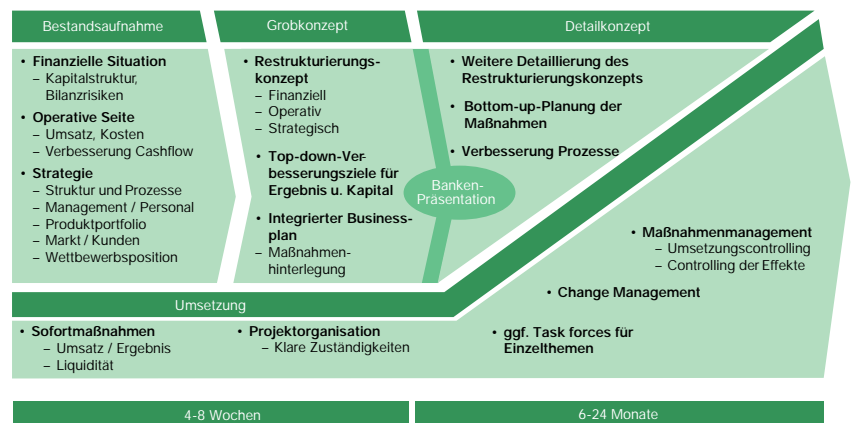 Bestandsaufnahme
Grobkonzept
Detailkonzept
• Finanzielle Situation
– Kapitalstruktur,
Bilanzrisiken
• Operative Seite
– Umsatz, Kosten
– Verbesserung Cashflow
• Strategie
– Struktur und Prozesse
– Management / Personal
– Produktportfolio
– Markt / Kunden
– Wettbewerbsposition
• Restrukturierungs-
konzept
– Finanziell
– Operativ
– Strategisch
• Top-down-Ver-
besserungsziele für
Ergebnis u. Kapital
• Integrierter Business-
plan
– Maßnahmen-
hinterlegung
Banken-
Präsentation
• Weitere Detaillierung des
Restrukturierungskonzepts
• Bottom-up-Planung der
Maßnahmen
• Verbesserung Prozesse
Umsetzung
• Sofortmaßnahmen
– Umsatz / Ergebnis
– Liquidität
• Projektorganisation
– Klare Zuständigkeiten
• ggf. Task forces für
Einzelthemen
• Change Management
• Maßnahmenmanagement
– Umsetzungscontrolling
– Controlling der Effekte
4-8 Wochen
6-24 Monate